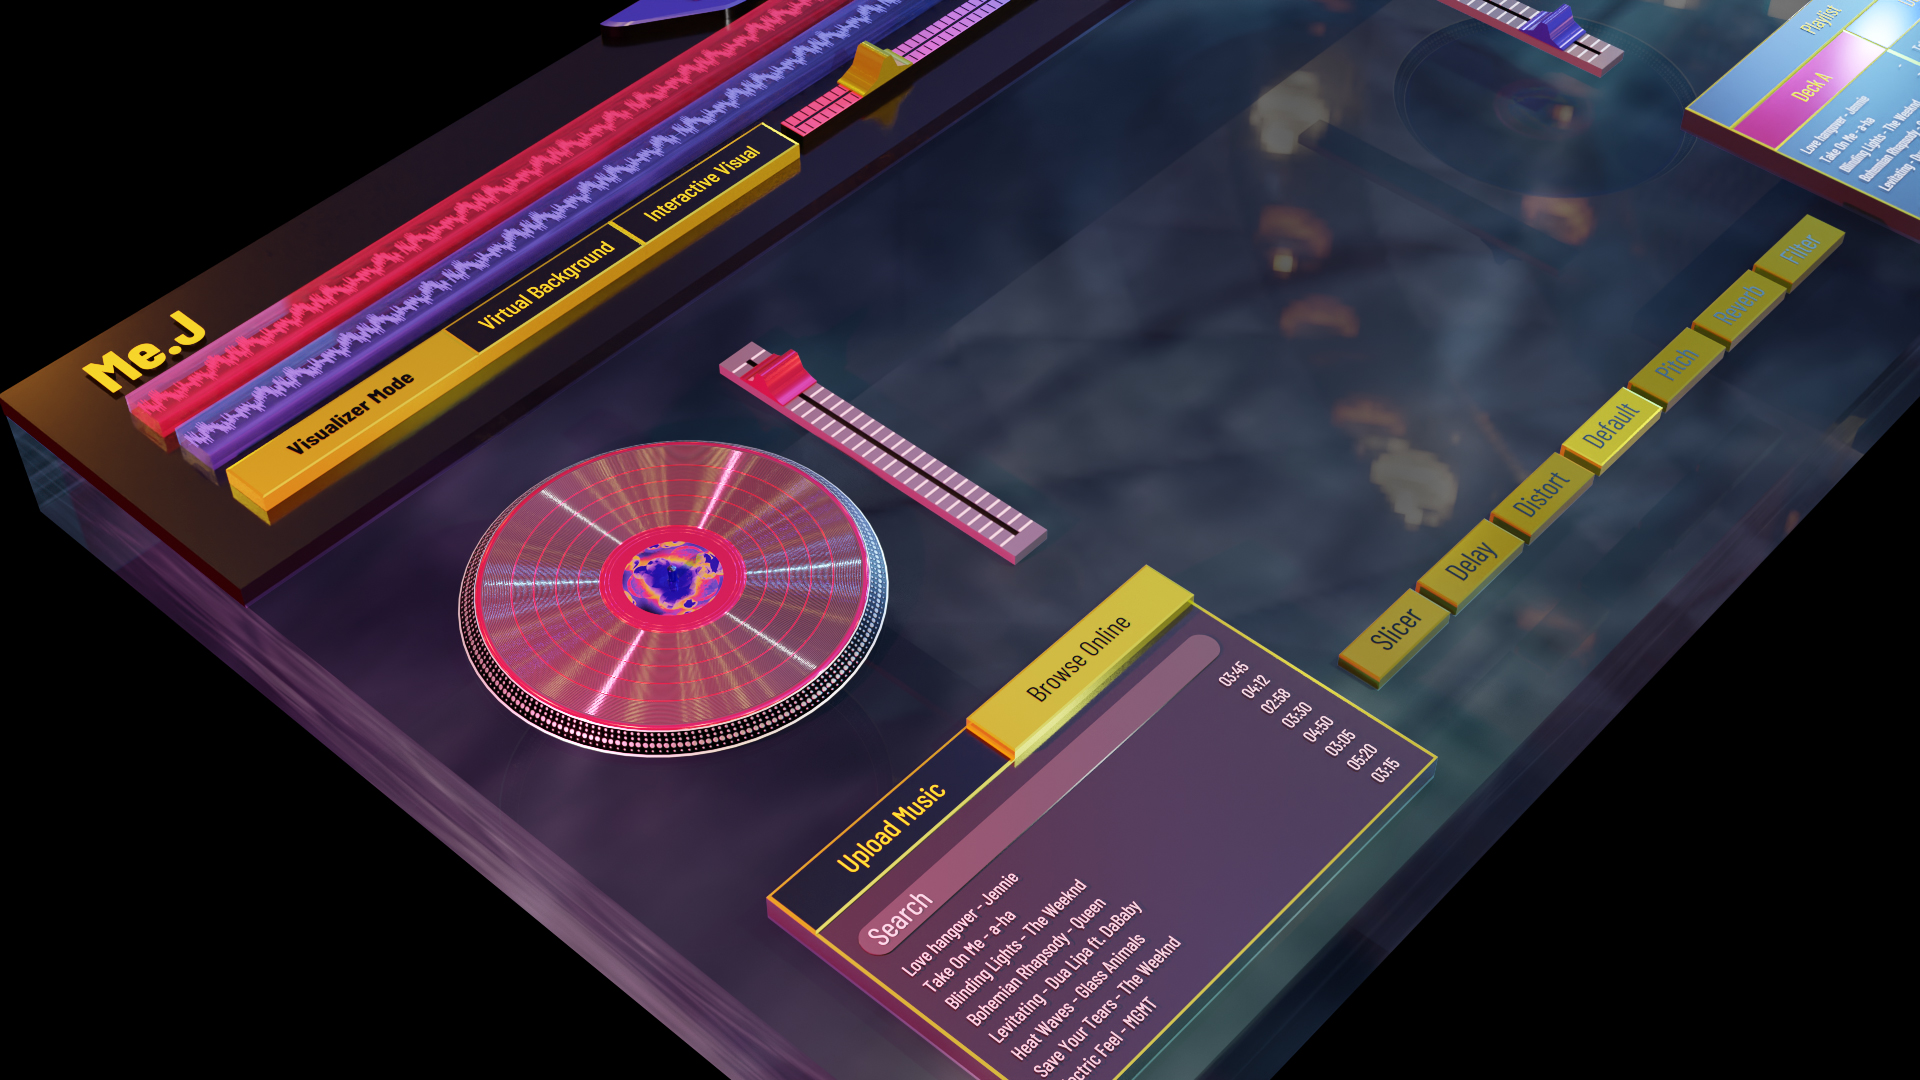 Me.J
Visualizer Mode
Virtual Background
Interactive Visual
Playlist
Deck A
Love hangover - Jennie
Take On Me - a-ha
Blinding Lights - The Weeknd
Bohemian Rhapsody -
Levitating -
Filter
Reverb
Pitch
Default
Distort
Delay
Slicer
Upload Music
Browse Online
Search
Love hangover - Jennie 03:45
Take On Me - a-ha 04:12
Blinding Lights - The Weeknd 02:58
Bohemian Rhapsody - Queen 03:30
Levitating - Dua Lipa ft. DaBaby 04:50
Heat Waves - Glass Animals 03:05
Save Your Tears - The Weeknd 05:20
ectric Feel - MGMT 03:15